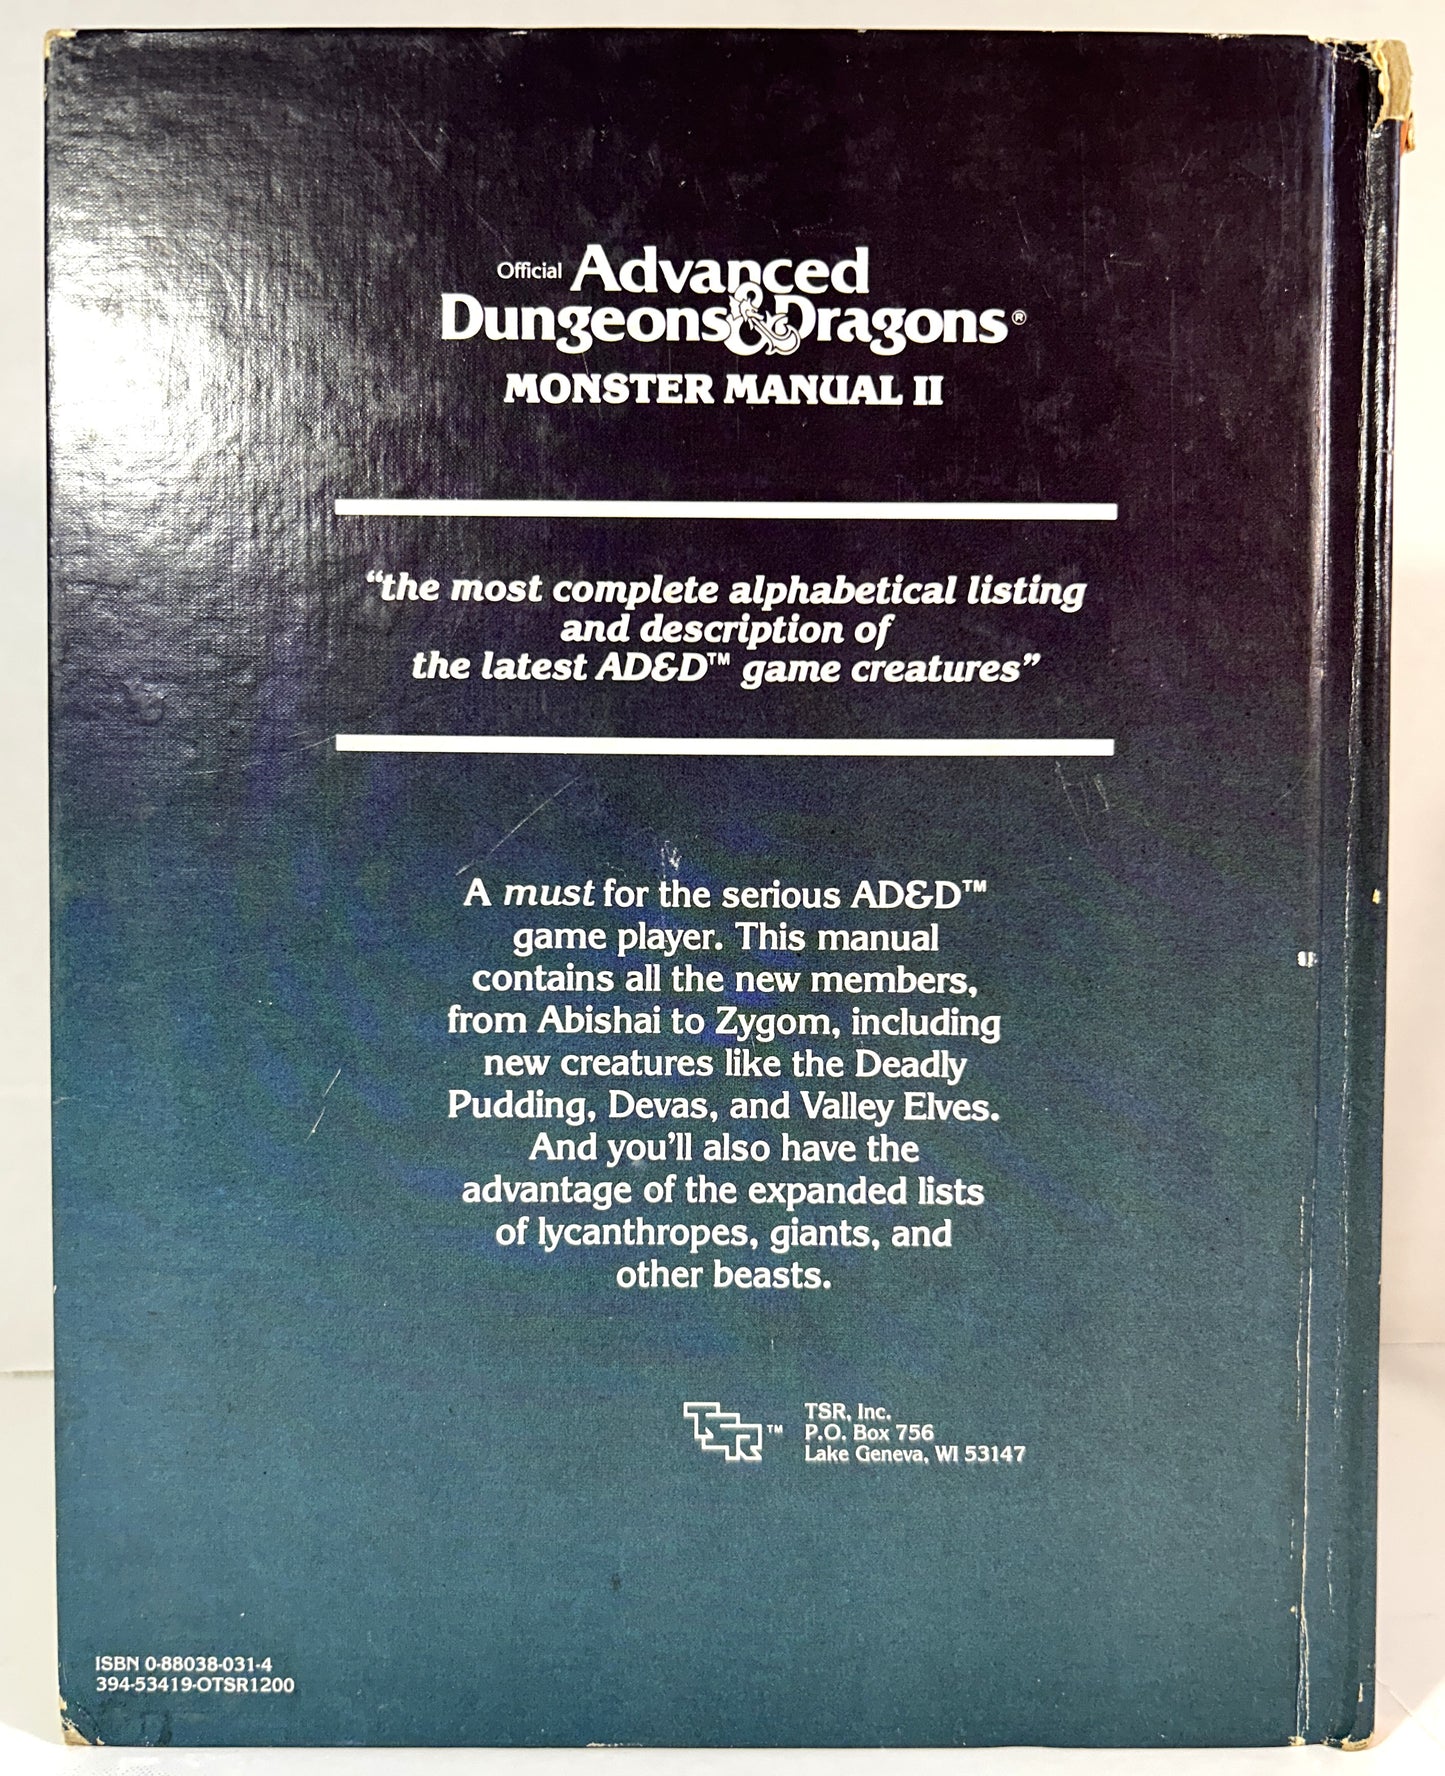 Official Advanced
Dungeons & Dragons®
MONSTER MANUAL II
“the most complete alphabetical listing
and description of
the latest AD&D™ game creatures”
A must for the serious AD&D™
game player. This manual
contains all the new members,
from Abishai to Zygom, including
new creatures like the Deadly
Pudding, Devas, and Valley Elves.
And you’ll also have the
advantage of the expanded lists
of lycanthropes, giants, and
other beasts.
TSR™
TSR, Inc.
P.O. Box 756
Lake Geneva, WI 53147
ISBN 0-88038-031-4
394-53419-OTSR1200